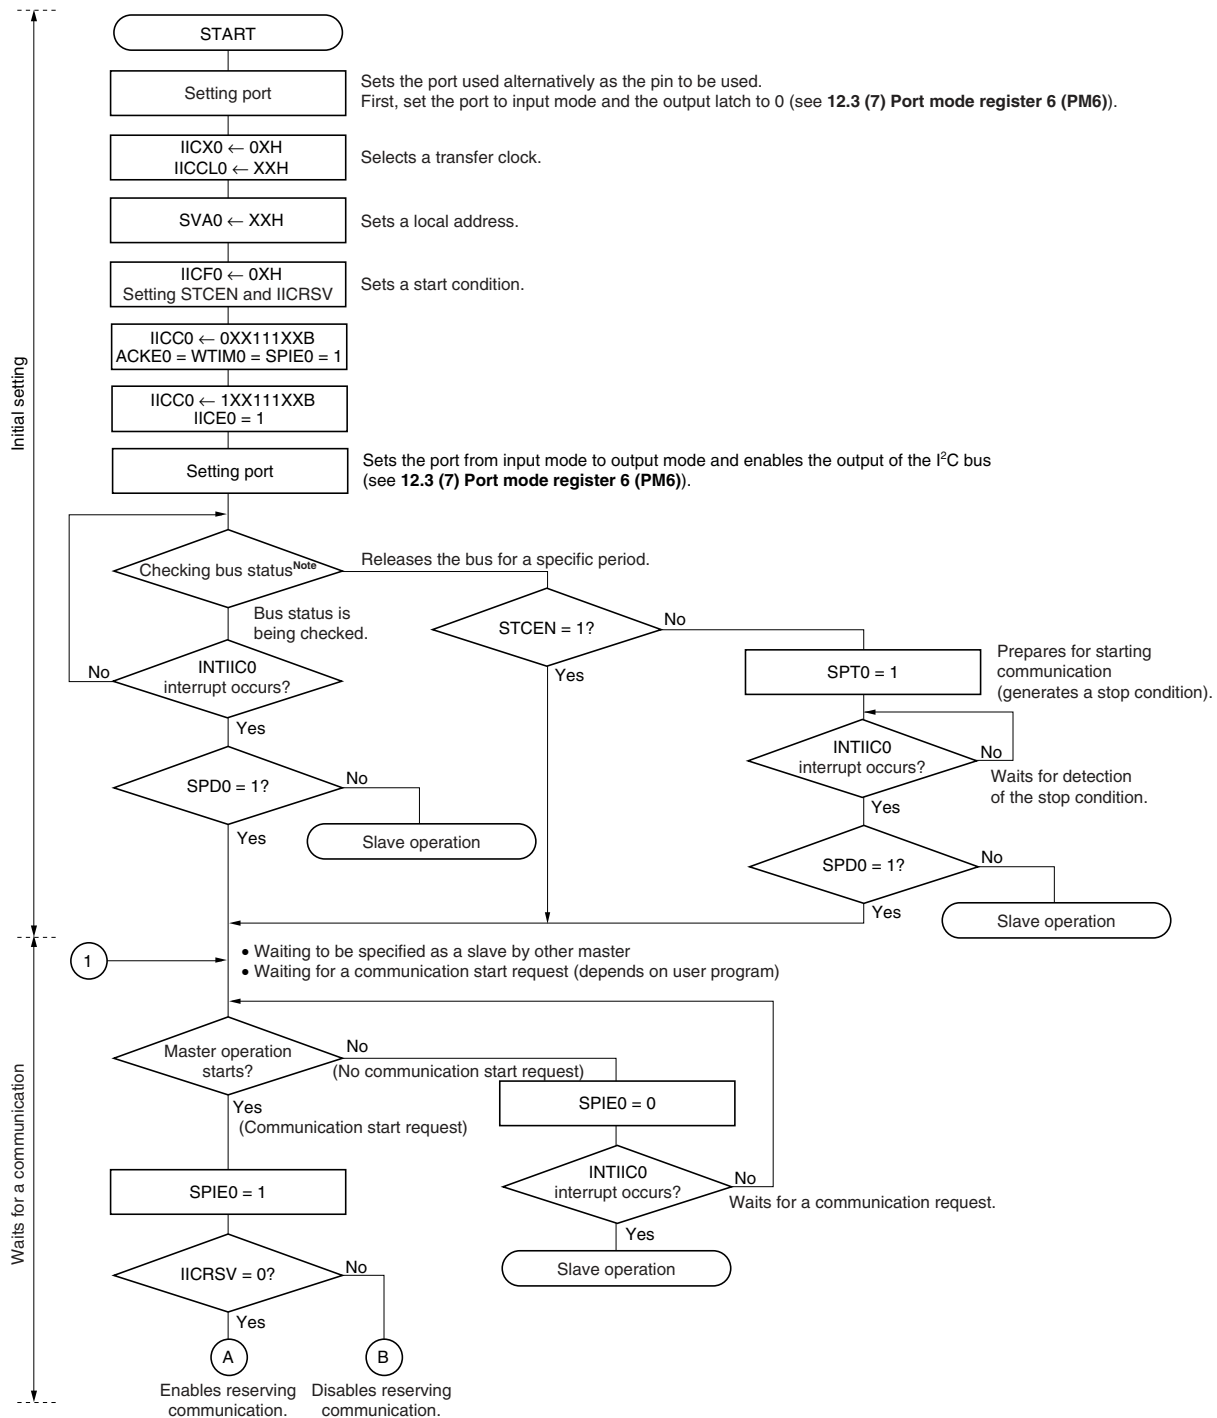 START
Setting port
Sets the port used alternatively as the pin to be used.
First, set the port to input mode and the output latch to 0 (see 12.3 (7) Port mode register 6 (PM6)).
IICX0 ← 0XH
IICCL0 ← XXH
Selects a transfer clock.
SVA0 ← XXH
Sets a local address.
IICF0 ← 0XH
Setting STCEN and IICRSV
Sets a start condition.
IICC0 ← 0XX111XXB
ACKE0 = WTIM0 = SPIE0 = 1
IICC0 ← 1XX111XXB
IICE0 = 1
Initial setting
Setting port
Sets the port from input mode to output mode and enables the output of the I²C bus
(see 12.3 (7) Port mode register 6 (PM6)).
Checking bus status Note
Releases the bus for a specific period.
Bus status is
being checked.
STCEN = 1?
No
Yes
SPT0 = 1
Prepares for starting
communication
(generates a stop condition).
INTIIC0
interrupt occurs?
No
Yes
INTIIC0
interrupt occurs?
No
Waits for detection
of the stop condition.
Yes
SPD0 = 1?
No
Yes
Slave operation
SPD0 = 1?
No
Yes
Slave operation
1
• Waiting to be specified as a slave by other master
• Waiting for a communication start request (depends on user program)
Waits for a communication
Master operation
starts?
No
(No communication start request)
Yes
(Communication start request)
SPIE0 = 0
INTIIC0
interrupt occurs?
No
Waits for a communication request.
Yes
Slave operation
SPIE0 = 1
IICRSV = 0?
No
Yes
A
B
Enables reserving
communication.
Disables reserving
communication.